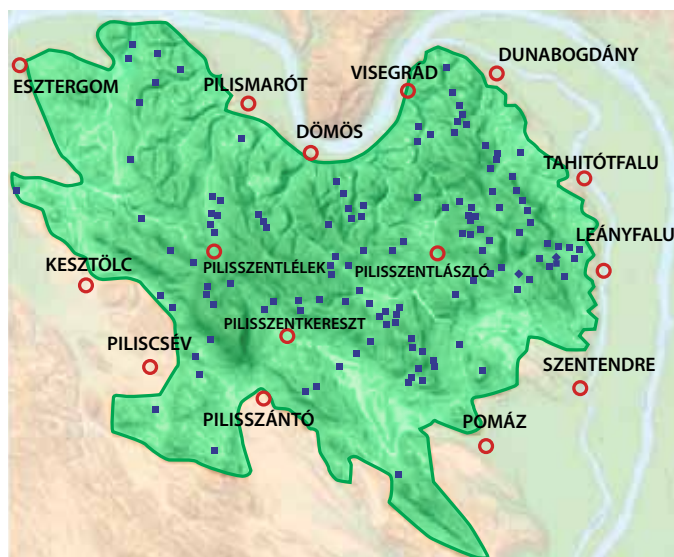 DUNABOGDÁNY
ESZTERGOM
VISEGRÁD
PILISMARÓT
DÖMÖS
TAHITÓTFALU
LEÁNYFALU
KESZTÖLC
PILISSZENTLÉLEK
PILISSZENTLÁSZLÓ
PILISSZENTKERESZT
PILISCSÉV
SZENTENDRE
PILISSZÁNTÓ
POMÁZ